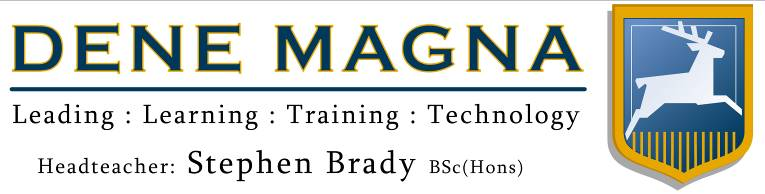 DENE MAGNA
Leading : Learning : Training : Technology
Headteacher: Stephen Brady BSc(Hons)